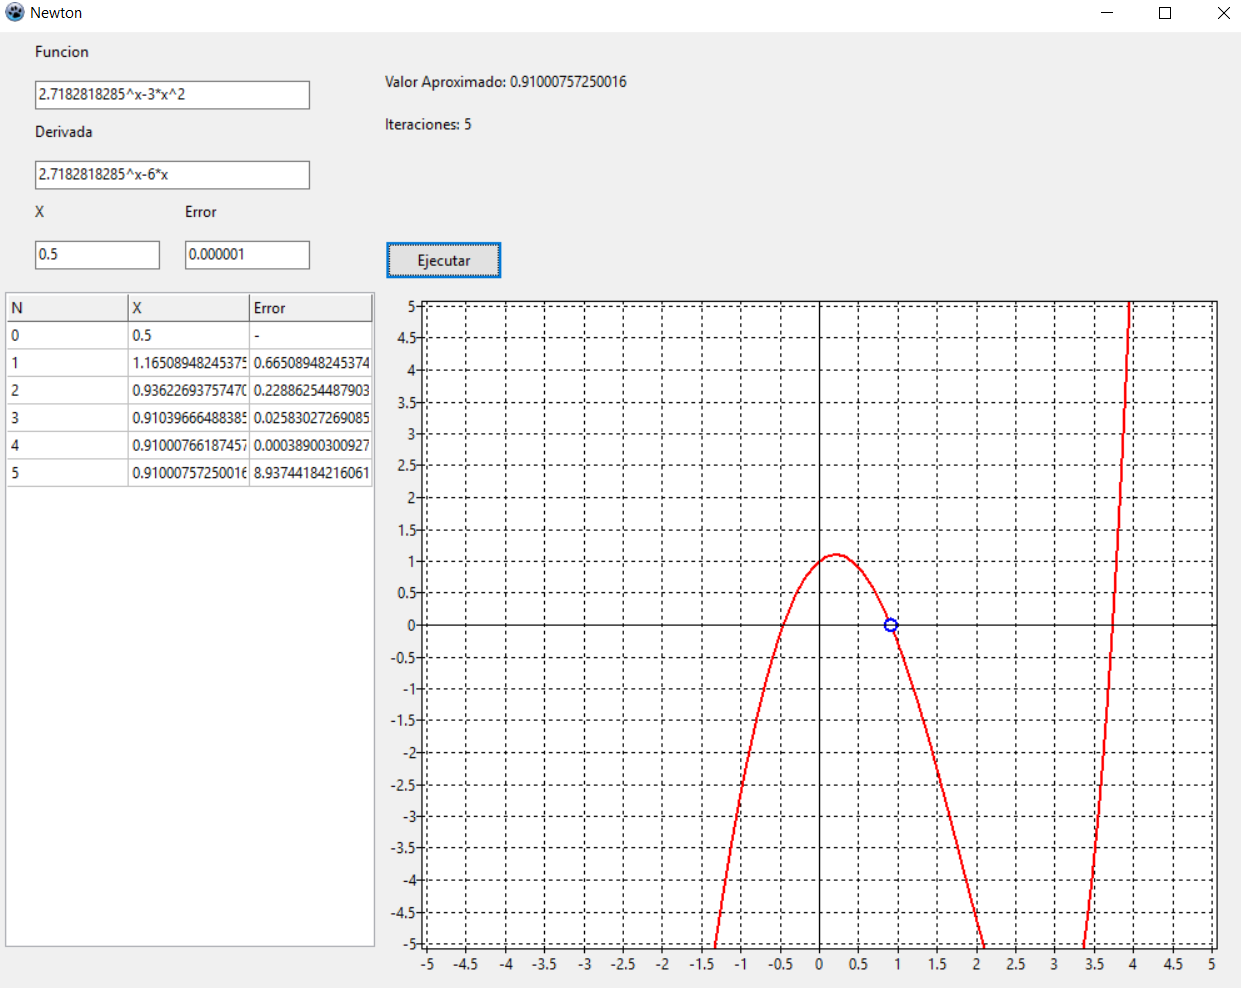 Newton
Funcion
2.7182818285^x-3*x^2
Derivada
2.7182818285^x-6*x
X Error
0.5 0.000001
Valor Aproximado: 0.91000757250016
Iteraciones: 5
Ejecutar
N X Error
0 0.5 -
1 1.16508948245375 0.66508948245374
2 0.93622693757470 0.22886254487903
3 0.91039666488385 0.02583027269085
4 0.91000766187457 0.00038900300927
5 0.91000757250016 8.93744184216061
5
4.5
4
3.5
3
2.5
2
1.5
1
0.5
0
-0.5
-1
-1.5
-2
-2.5
-3
-3.5
-4
-4.5
-5
-5 -4.5 -4 -3.5 -3 -2.5 -2 -1.5 -1 -0.5 0 0.5 1 1.5 2 2.5 3 3.5 4 4.5 5